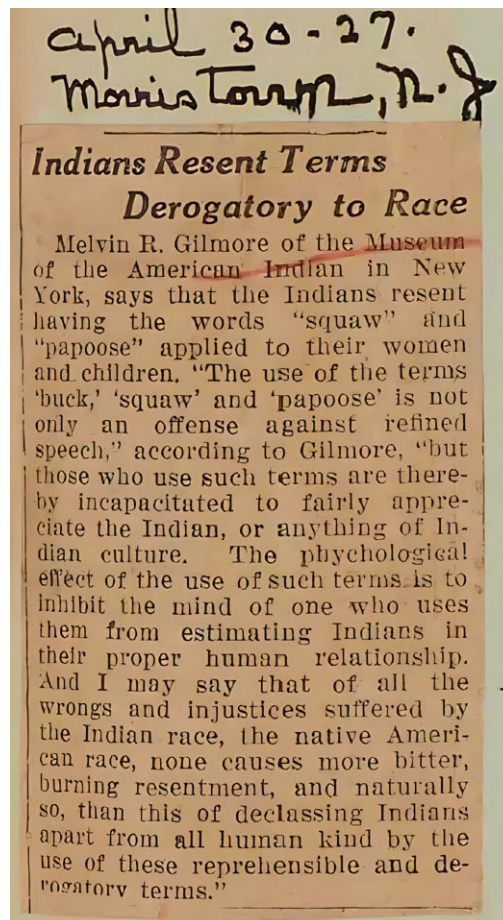 April 30-27.
Morristown, N.J
Indians Resent Terms
Derogatory to Race
Melvin R. Gilmore of the Museum
of the American Indian in New
York, says that the Indians resent
having the words "squaw" and
"papoose" applied to their women
and children. "The use of the terms
'buck,' 'squaw' and 'papoose' is not
only an offense against refined
speech," according to Gilmore, "but
those who use such terms are there-
by incapacitated to fairly appre-
ciate the Indian, or anything of In-
dian culture. The phychological
effect of the use of such terms is to
inhibit the mind of one who uses
them from estimating Indians in
their proper human relationship.
And I may say that of all the
wrongs and injustices suffered by
the Indian race, the native Ameri-
can race, none causes more bitter,
burning resentment, and naturally
so, than this of declassing Indians
apart from all human kind by the
use of these reprehensible and de-
rogatory terms."